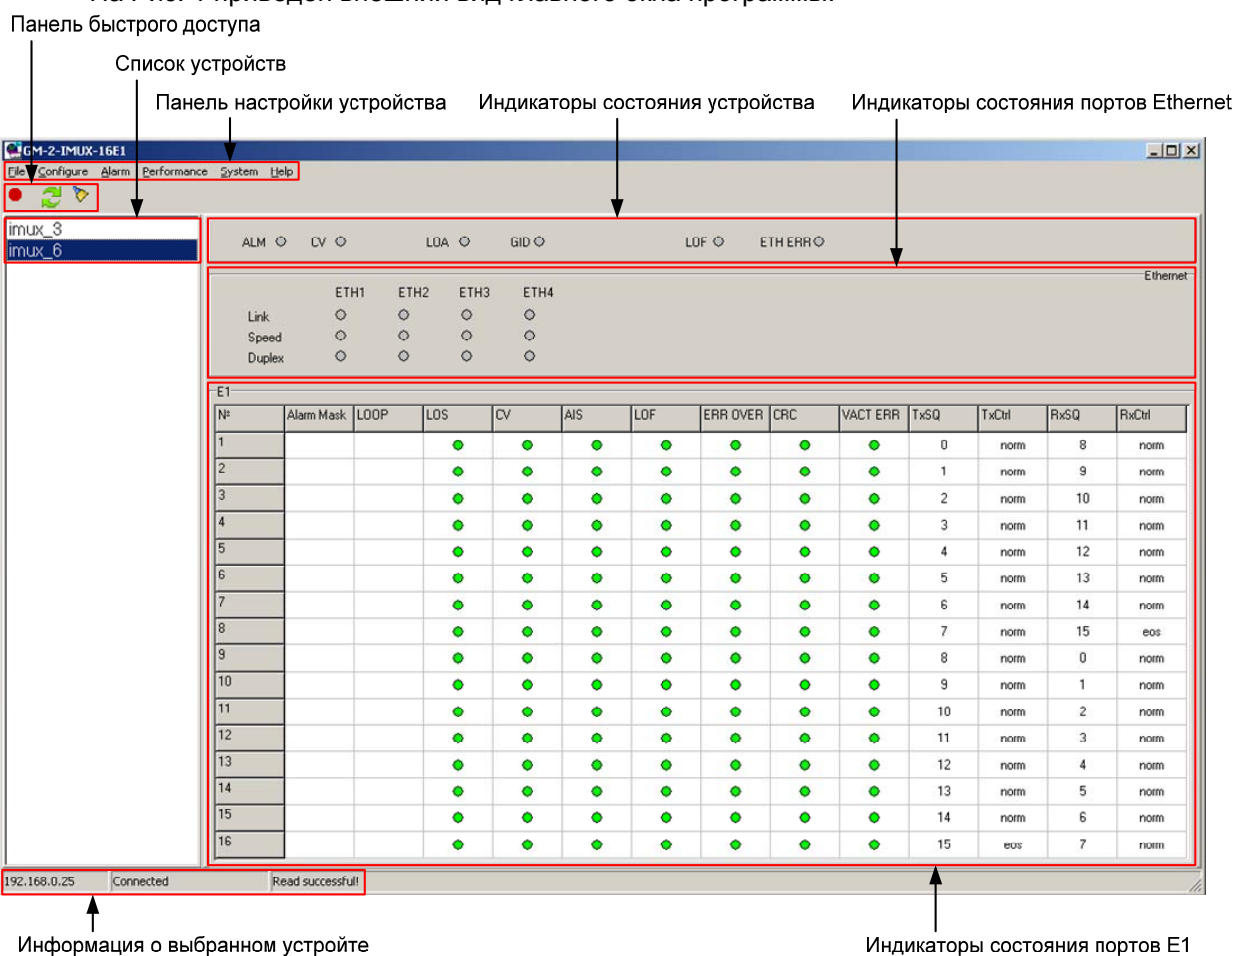 Панель быстрого доступа
Список устройств
Панель настройки устройства
Индикаторы состояния устройства
Индикаторы состояния портов Ethernet
GM-2-IMUX-16E1
File Configure Alarm Performance System Help
imux_3
imux_6
ALM CV LOA GID LOF ETH ERR
Ethernet
ETH1 ETH2 ETH3 ETH4
Link
Speed
Duplex
E1
№ Alarm Mask LOOP LOS CV AIS LOF ERR OVER CRC VACT ERR TxSQ TxCtrl RxSQ RxCtrl
1 0 norm 8 norm
2 1 norm 9 norm
3 2 norm 10 norm
4 3 norm 11 norm
5 4 norm 12 norm
6 5 norm 13 norm
7 6 norm 14 norm
8 7 norm 15 eos
9 8 norm 0 norm
10 9 norm 1 norm
11 10 norm 2 norm
12 11 norm 3 norm
13 12 norm 4 norm
14 13 norm 5 norm
15 14 norm 6 norm
16 15 eos 7 norm
192.168.0.25 Connected Read successful!
Информация о выбранном устройте
Индикаторы состояния портов E1